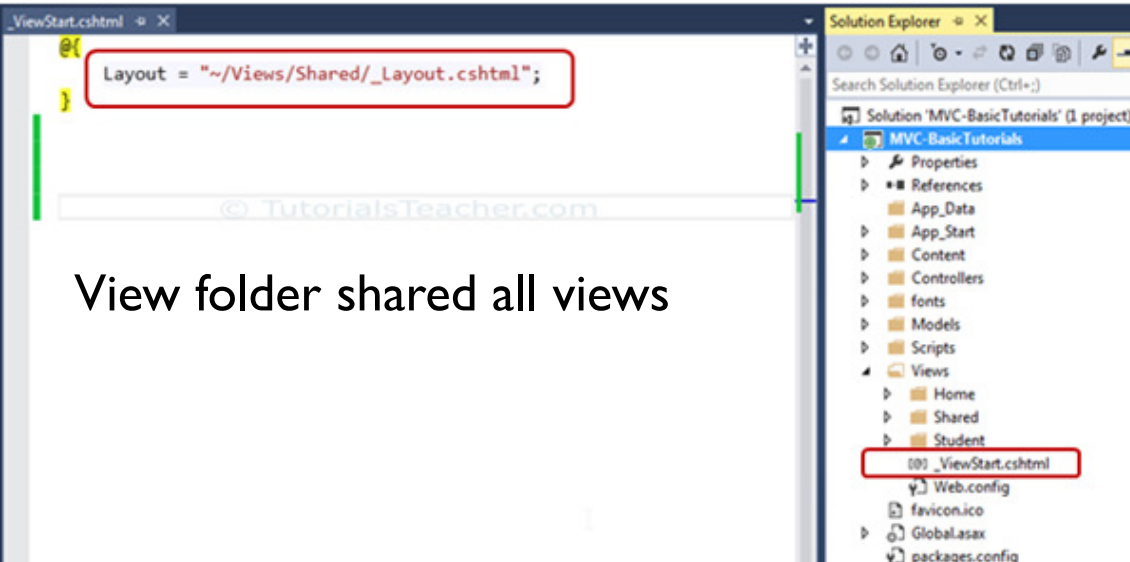 _ViewStart.cshtml
@{
Layout = "~/Views/Shared/_Layout.cshtml";
}
© TutorialsTeacher.com
View folder shared all views
Solution Explorer
Search Solution Explorer (Ctrl+;)
Solution 'MVC-BasicTutorials' (1 project)
MVC-BasicTutorials
Properties
References
App_Data
App_Start
Content
Controllers
fonts
Models
Scripts
Views
Home
Shared
Student
_ViewStart.cshtml
Web.config
favicon.ico
Global.asax
packages.config